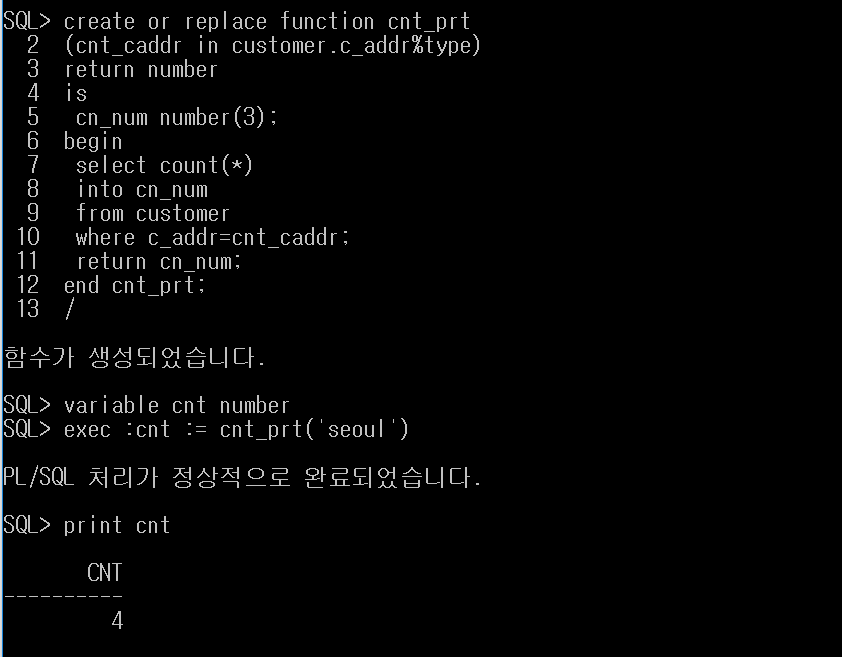 SQL> create or replace function cnt_prt
  2  (cnt_caddr in customer.c_addr%type)
  3  return number
  4  is
  5   cn_num number(3);
  6  begin
  7   select count(*)
  8   into cn_num
  9   from customer
 10   where c_addr=cnt_caddr;
 11   return cn_num;
 12  end cnt_prt;
 13  /
함수가 생성되었습니다.
SQL> variable cnt number
SQL> exec :cnt := cnt_prt('seoul')
PL/SQL 처리가 정상적으로 완료되었습니다.
SQL> print cnt
       CNT
----------
         4